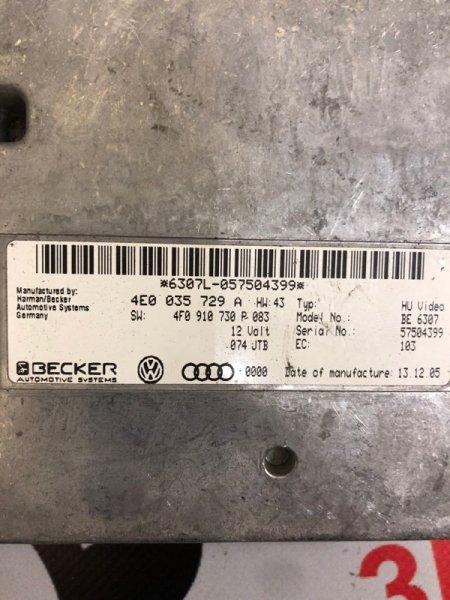 *6307L-057504399*
Manufactured by:
Harman/Becker
Automotive Systems
Germany
4E0 035 729 A HW:43 Typ: HU Video
SW: 4F0 910 730 P 083 Model No.: BE 6307
12 Volt Serial No.: 57504399
.074 JTB EC: 103
BECKER
AUTOMOTIVE SYSTEMS
-0000 Date of manufacture: 13.12.05
3/